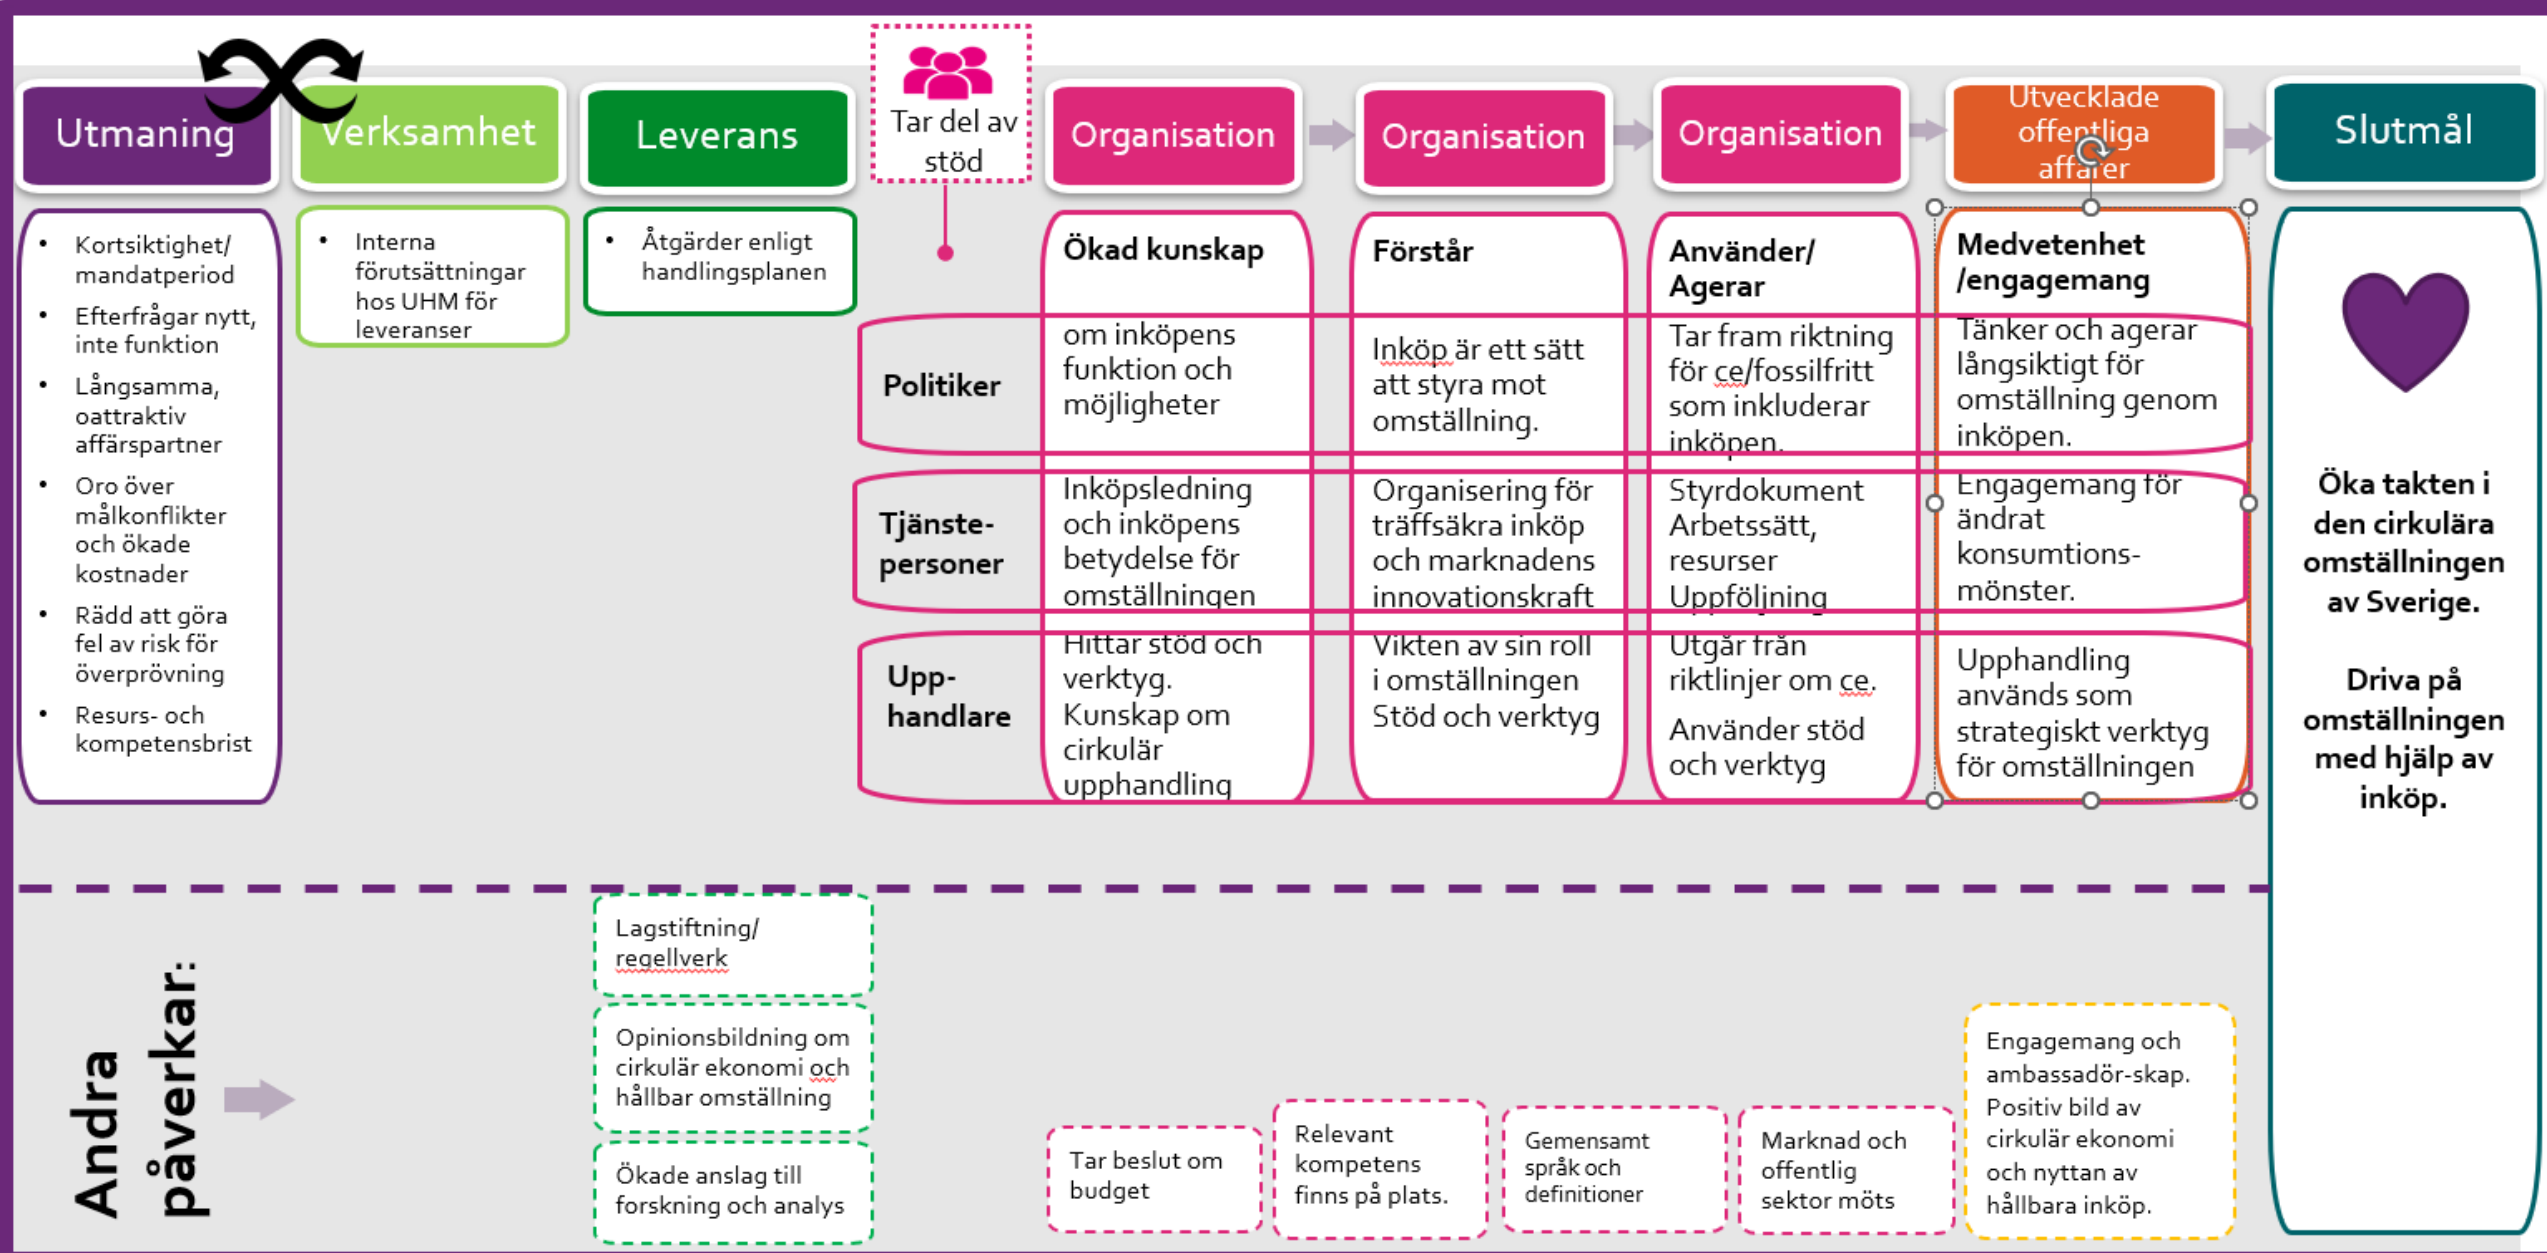 Utmaning
Verksamhet
Leverans
Tar del av
stöd
Organisation
Organisation
Organisation
Utvecklade
offentliga
affärer
Slutmål
Kortsiktighet/
mandatperiod
Efterfrågar nytt,
inte funktion
Långsamma,
oattraktiv
affärspartner
Oro över
målkonflikter
och ökade
kostnader
Rädd att göra
fel av risk för
överprövning
Resurs- och
kompetensbrist
Interna
förutsättningar
hos UHM för
leveranser
Åtgärder enligt
handlingsplanen
Ökad kunskap
Förstår
Använder/
Agerar
Medvetenhet
/engagemang
Politiker
om inköpens
funktion och
möjligheter
Inköp är ett sätt
att styra mot
omställning.
Tar fram riktning
för ce/fossilfritt
som inkluderar
inköpen.
Tänker och agerar
långsiktigt för
omställning genom
inköpen.
Tjänste-
personer
Inköpsledning
och inköpens
betydelse för
omställningen
Organisering för
träffsäkra inköp
och marknadens
innovationskraft
Styrdokument
Arbetssätt,
resurser
Uppföljning
Engagemang för
ändrat
konsumtions-
mönster.
Upp-
handlare
Hittar stöd och
verktyg.
Kunskap om
cirkulär
upphandling
Vikten av sin roll
i omställningen
Stöd och verktyg
Utgår från
riktlinjer om ce.
Använder stöd
och verktyg
Upphandling
används som
strategiskt verktyg
för omställningen
Öka takten i
den cirkulära
omställningen
av Sverige.
Driva på
omställningen
med hjälp av
inköp.
Andra
påverkar:
Lagstiftning/
regellverk
Opinionsbildning om
cirkulär ekonomi och
hållbar omställning
Ökade anslag till
forskning och analys
Tar beslut om
budget
Relevant
kompetens
finns på plats.
Gemensamt
språk och
definitioner
Marknad och
offentlig
sektor möts
Engagemang och
ambassadör-skap.
Positiv bild av
cirkulär ekonomi
och nyttan av
hållbara inköp.